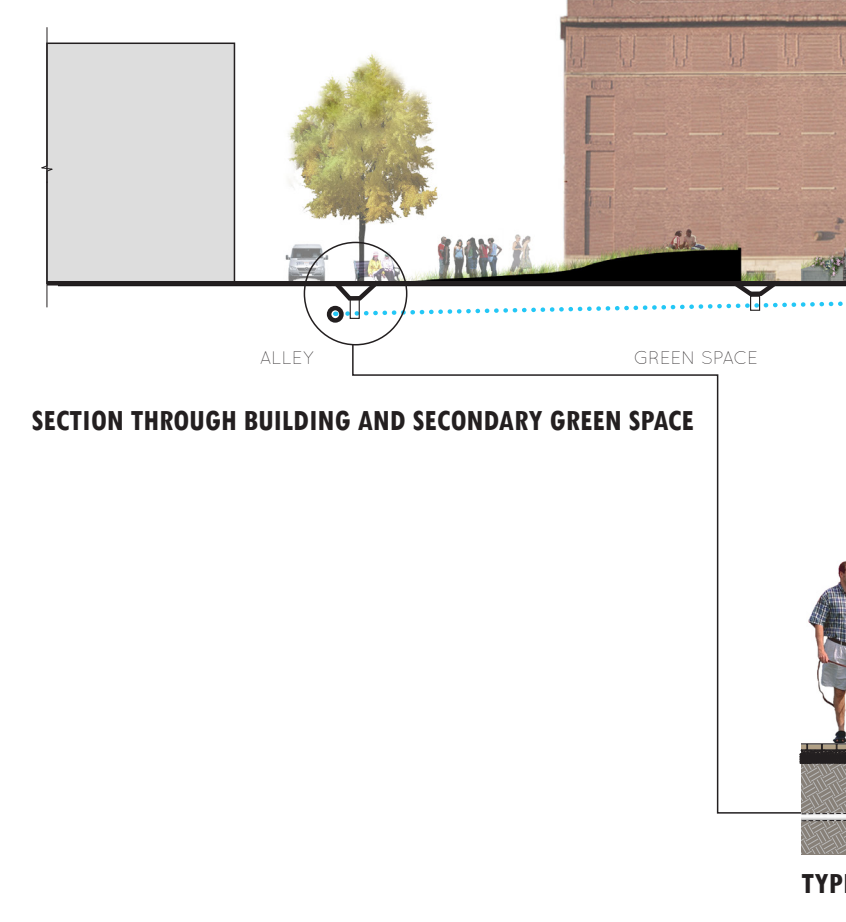 ALLEY
GREEN SPACE
SECTION THROUGH BUILDING AND SECONDARY GREEN SPACE